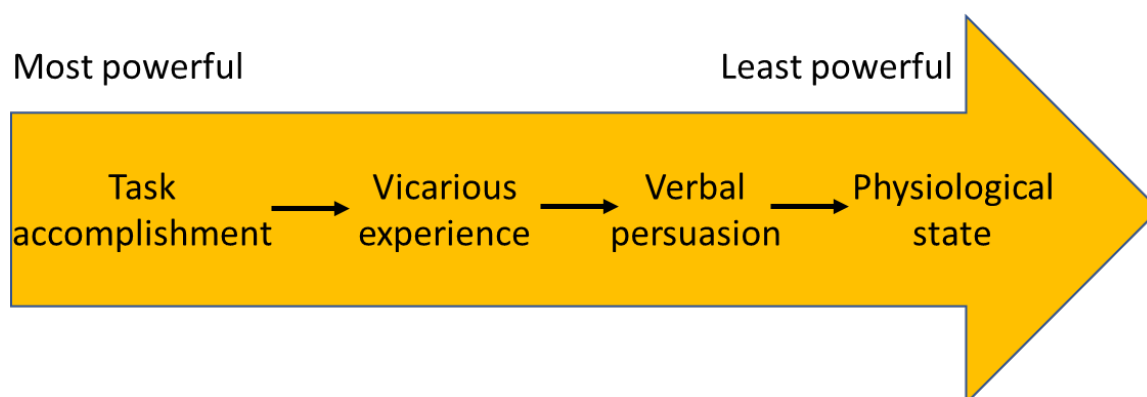 Most powerful
Least powerful
Task
accomplishment
Vicarious
experience
Verbal
persuasion
Physiological
state